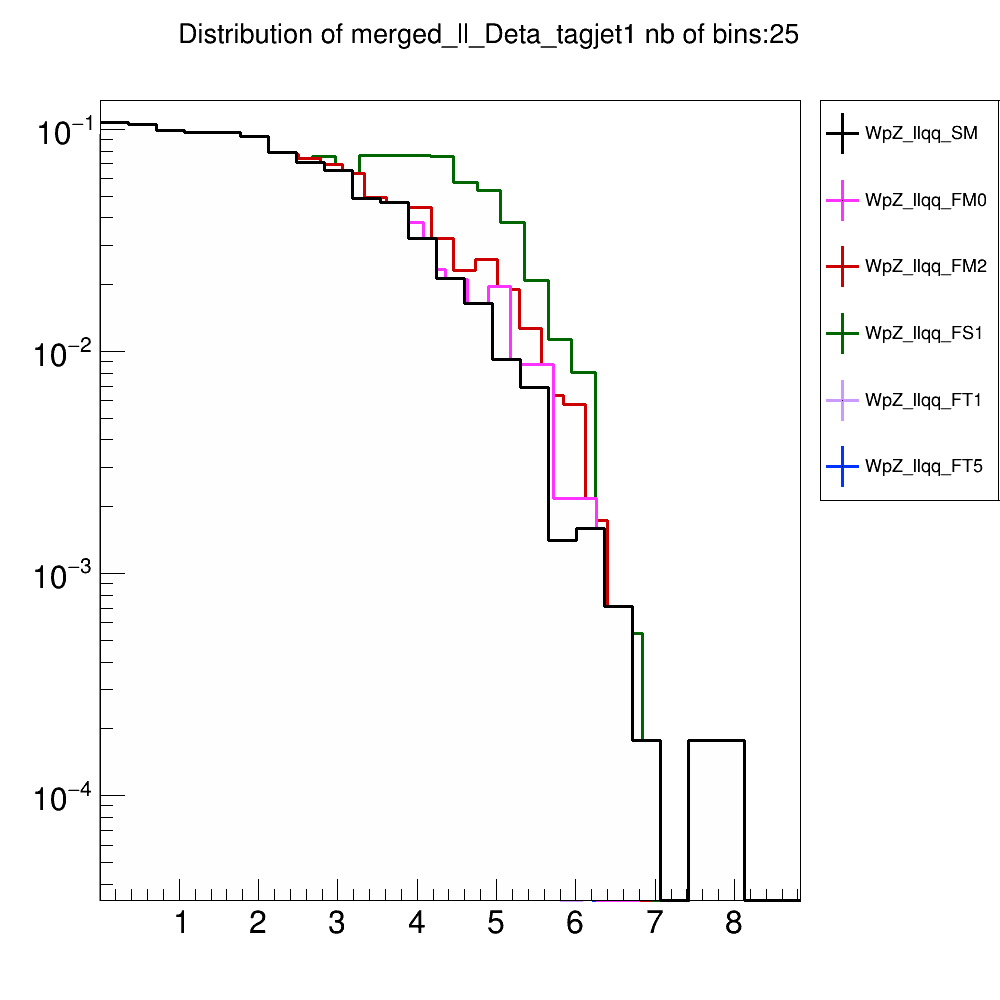 Distribution of merged_ll_Deta_tagjet1 nb of bins:25
10⁻¹
10⁻²
10⁻³
10⁻⁴
1 2 3 4 5 6 7 8
WpZ_llqq_SM
WpZ_llqq_FM0
WpZ_llqq_FM2
WpZ_llqq_FS1
WpZ_llqq_FT1
WpZ_llqq_FT5